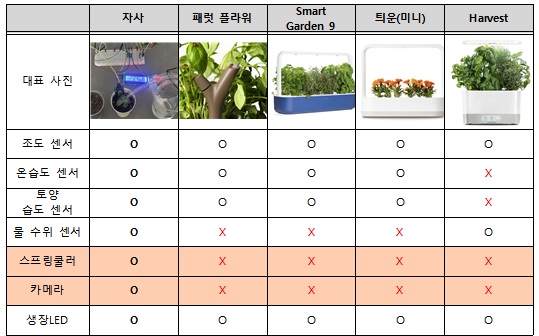 자사 패럿 플라워 Smart Garden 9 틔운(미니) Harvest
대표 사진
조도 센서 O O O O O
온습도 센서 O O O O X
토양 습도 센서 O O O O X
물 수위 센서 O X X X O
스프링쿨러 O X X X X
카메라 O X X X X
생장LED O O O O O